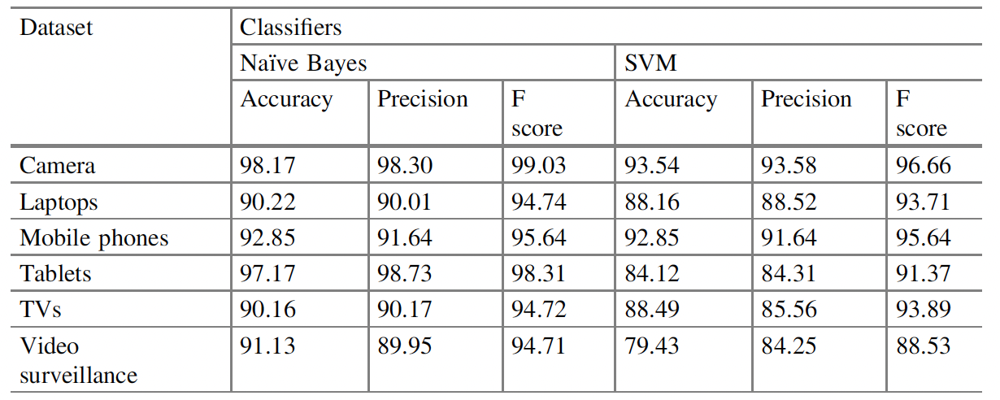 Dataset Classifiers
Naïve Bayes SVM
Accuracy Precision F score Accuracy Precision F score
Camera 98.17 98.30 99.03 93.54 93.58 96.66
Laptops 90.22 90.01 94.74 88.16 88.52 93.71
Mobile phones 92.85 91.64 95.64 92.85 91.64 95.64
Tablets 97.17 98.73 98.31 84.12 84.31 91.37
TVs 90.16 90.17 94.72 88.49 85.56 93.89
Video surveillance 91.13 89.95 94.71 79.43 84.25 88.53